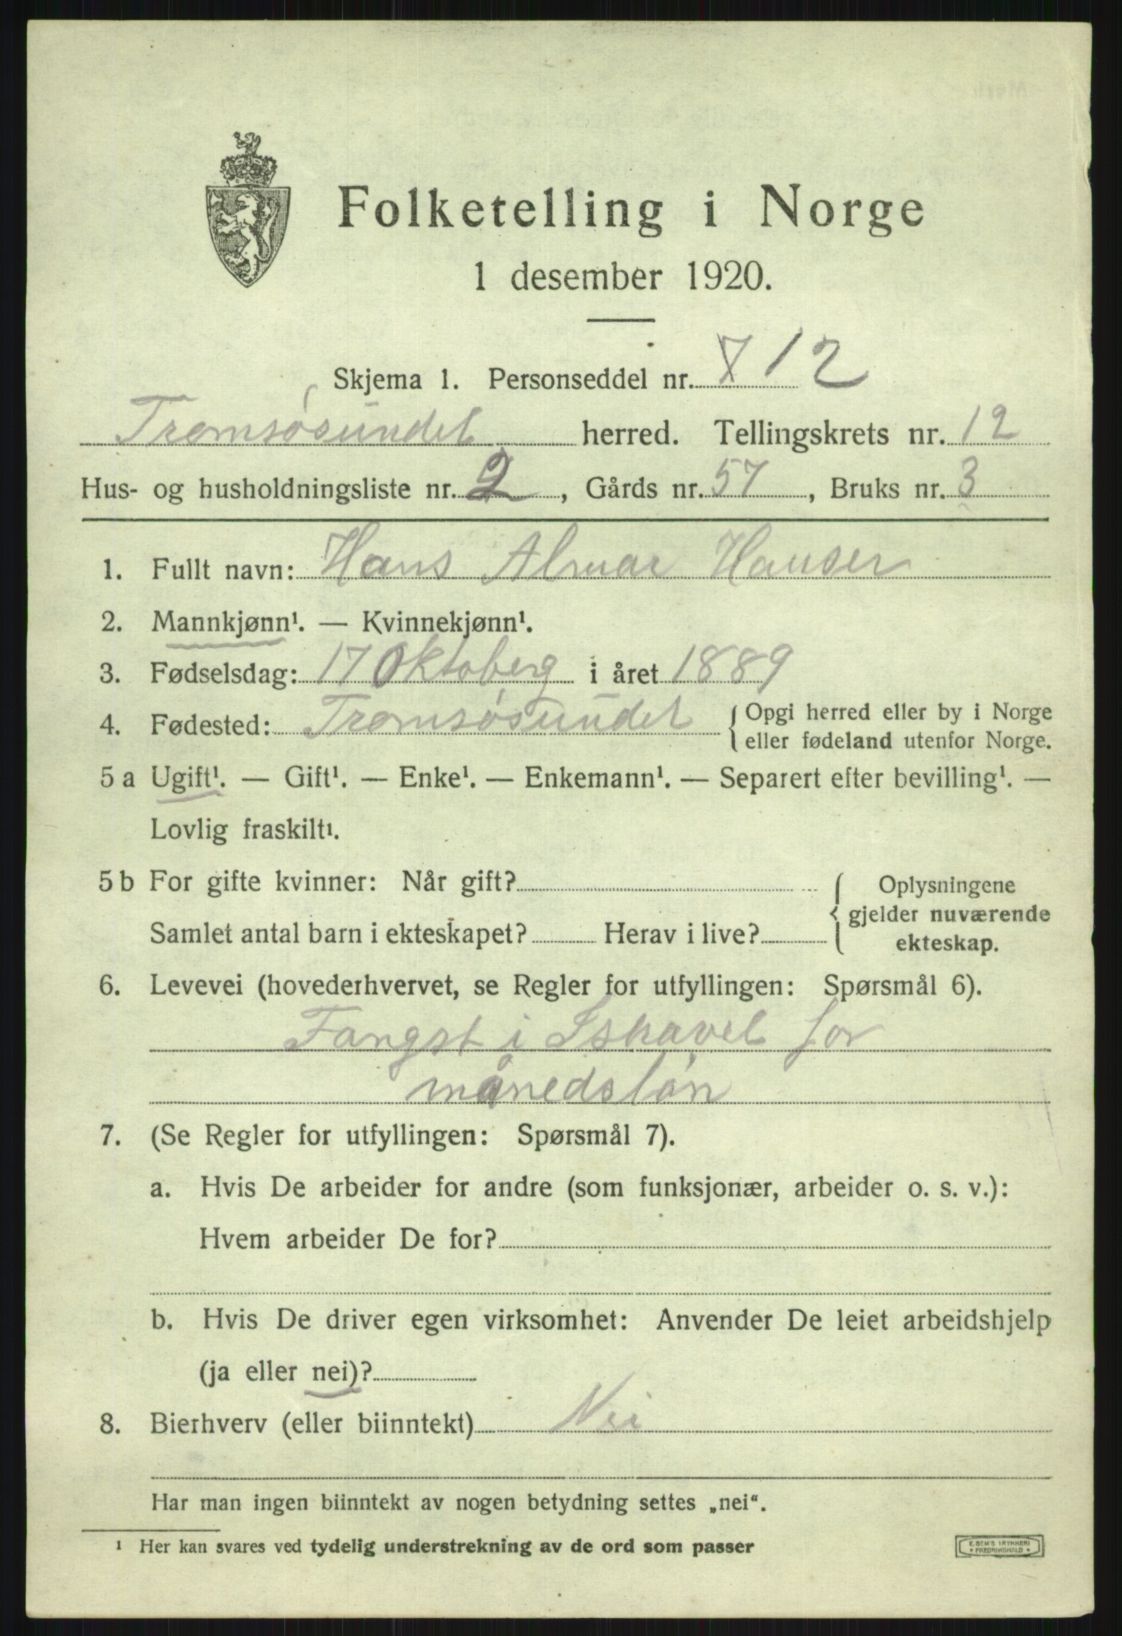 Folketelling i Norge
1 desember 1920.
Skjema 1. Personseddel nr. 7 12
Tromsøsundet herred. Tellingskrets nr. 12
Hus- og husholdningsliste nr. 2, Gårds nr. 57, Bruks nr. 3
1. Fullt navn: Hans Almar Hansen
2. Mannkjønn¹. — Kvinnekjønn¹.
3. Fødselsdag: 17 Oktoberg i året 1889
4. Fødested: Tromsøsundet { Opgi herred eller by i Norge
eller fødeland utenfor Norge.
5 a Ugift¹. — Gift¹. — Enke¹. — Enkemann¹. — Separert efter bevilling¹. —
Lovlig fraskilt¹.
5 b For gifte kvinner: Når gift?
Samlet antal barn i ekteskapet? Herav i live?
{ Oplysningene
gjelder nuværende
ekteskap.
6. Levevei (hovederhvervet, se Regler for utfyllingen: Spørsmål 6).
Fangst i Ishavet for
månedsløn
7. (Se Regler for utfyllingen: Spørsmål 7).
a. Hvis De arbeider for andre (som funksjonær, arbeider o. s. v.):
Hvem arbeider De for?
b. Hvis De driver egen virksomhet: Anvender De leiet arbeidshjelp
(ja eller nei)?
8. Bierhverv (eller biinntekt) Nei
Har man ingen biinntekt av nogen betydning settes „nei“.
¹ Her kan svares ved tydelig understrekning av de ord som passer
E. SEM'S TRYKKERI
• FREDRIKSHALD •